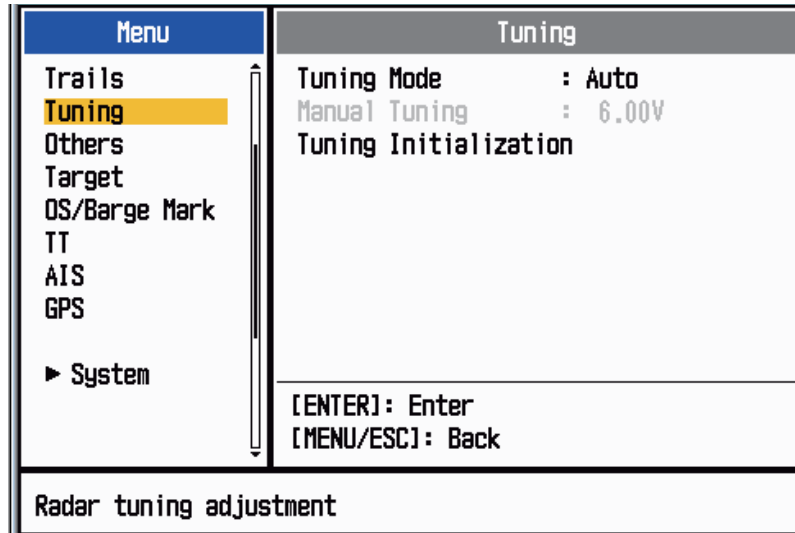 Menu
Trails
Tuning
Others
Target
OS/Barge Mark
TT
AIS
GPS
► System
Tuning
Tuning Mode : Auto
Manual Tuning : 6.00V
Tuning Initialization
[ENTER]: Enter
[MENU/ESC]: Back
Radar tuning adjustment